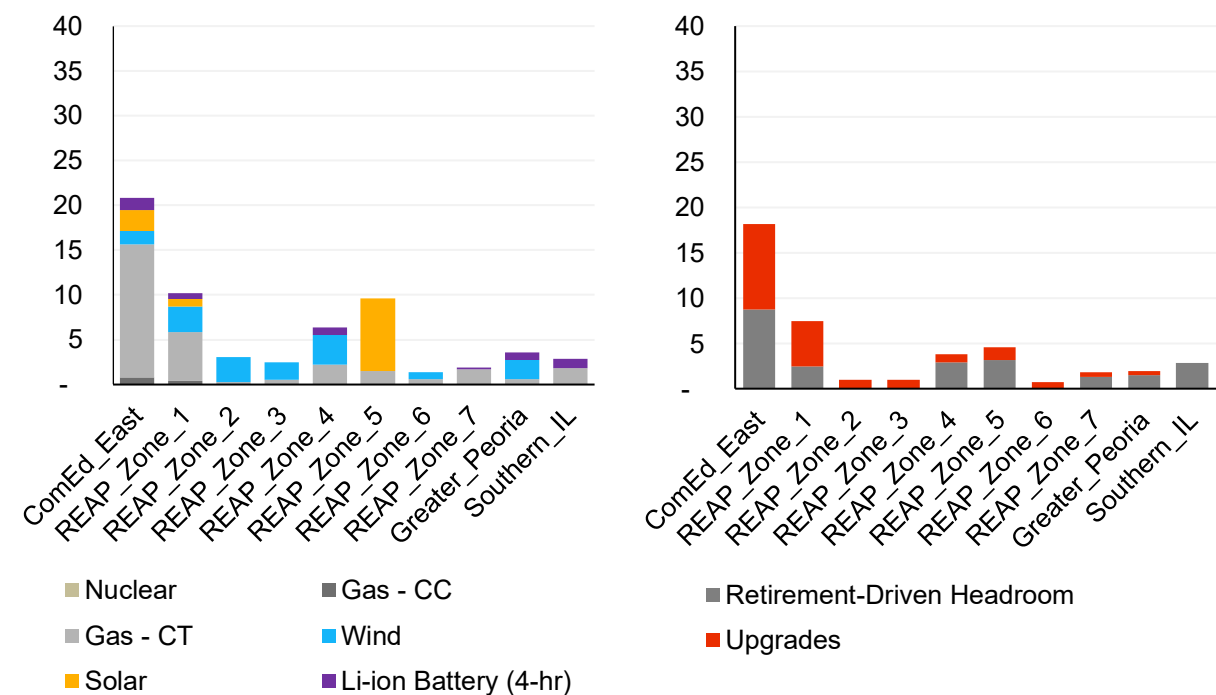 40
35
30
25
20
15
10
5
-
ComEd_East
REAP_Zone_1
REAP_Zone_2
REAP_Zone_3
REAP_Zone_4
REAP_Zone_5
REAP_Zone_6
REAP_Zone_7
Greater_Peoria
Southern_IL
Nuclear
Gas - CC
Gas - CT
Wind
Solar
Li-ion Battery (4-hr)
40
35
30
25
20
15
10
5
-
ComEd_East
REAP_Zone_1
REAP_Zone_2
REAP_Zone_3
REAP_Zone_4
REAP_Zone_5
REAP_Zone_6
REAP_Zone_7
Greater_Peoria
Southern_IL
Retirement-Driven Headroom
Upgrades